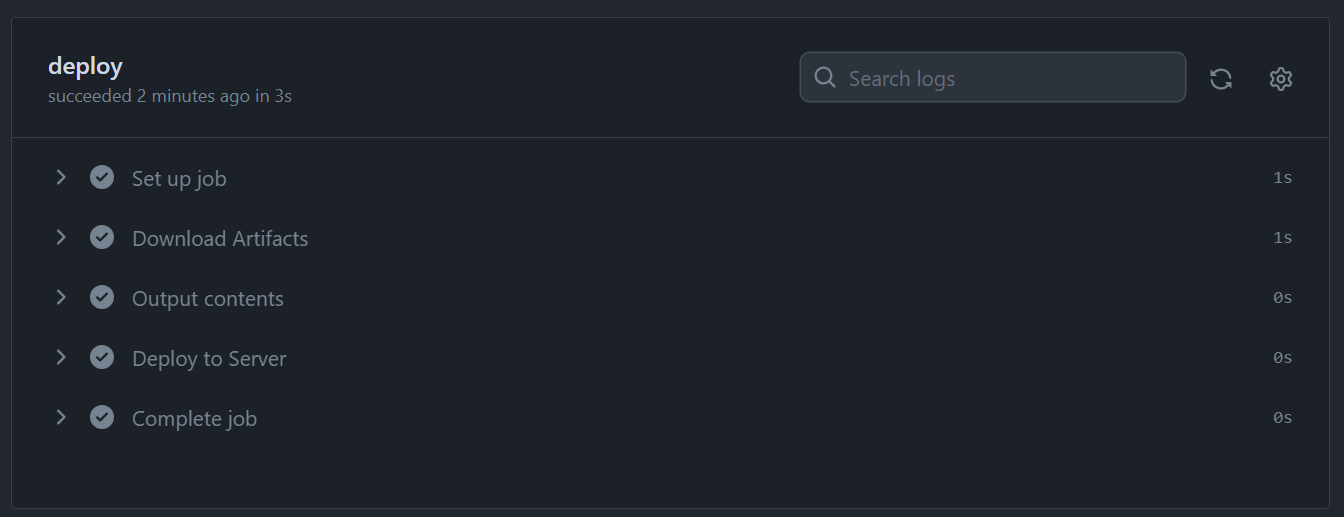 deploy
succeeded 2 minutes ago in 3s
Search logs
Set up job 1s
Download Artifacts 1s
Output contents 0s
Deploy to Server 0s
Complete job 0s